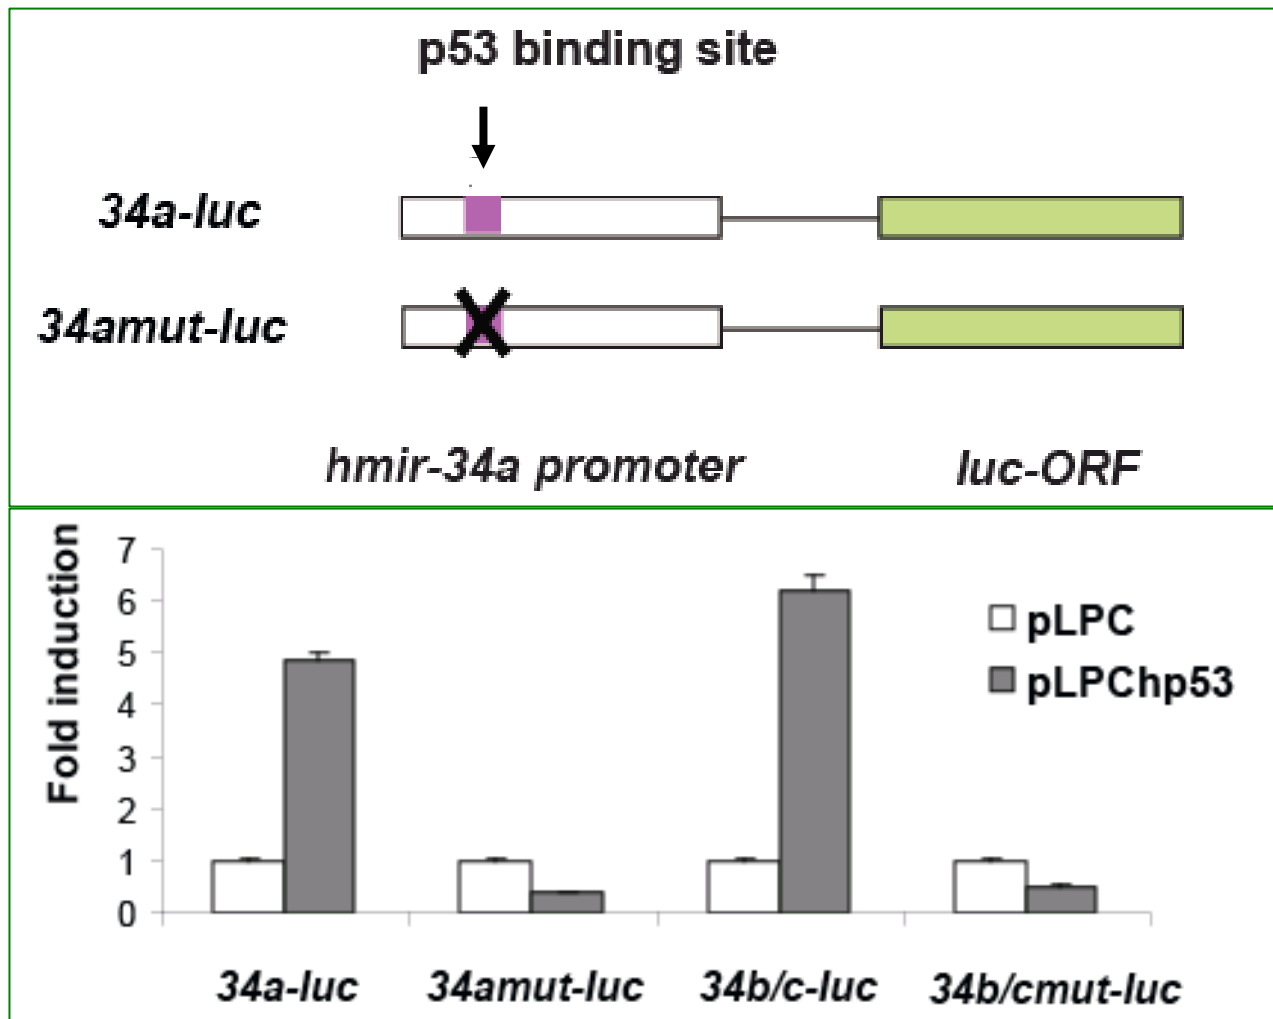 p53 binding site
34a-luc
34amut-luc
hmir-34a promoter luc-ORF
Fold induction
7
6
5
4
3
2
1
0
pLPC
pLPChp53
34a-luc 34amut-luc 34b/c-luc 34b/cmut-luc